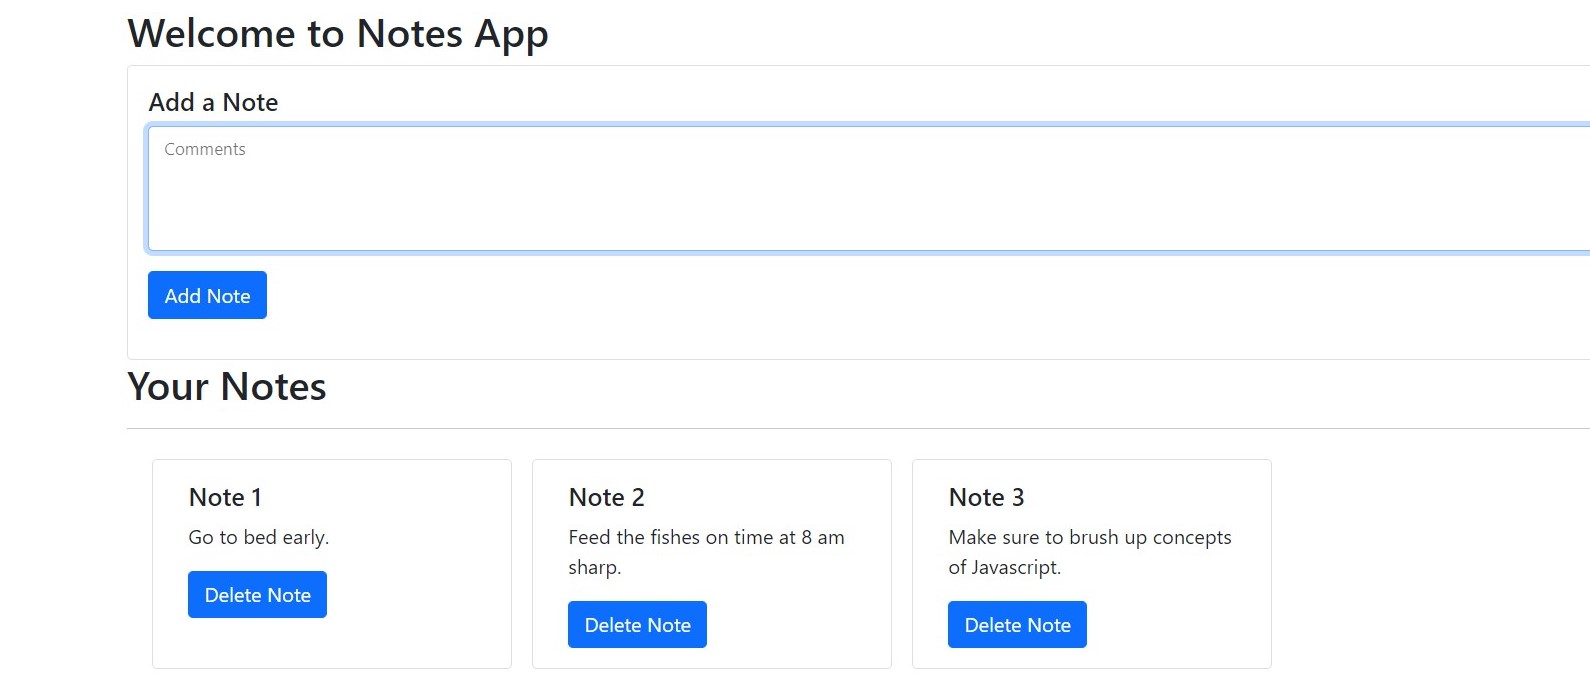 Welcome to Notes App
Add a Note
Comments
Add Note
Your Notes
Note 1
Go to bed early.
Delete Note
Note 2
Feed the fishes on time at 8 am
sharp.
Delete Note
Note 3
Make sure to brush up concepts
of Javascript.
Delete Note